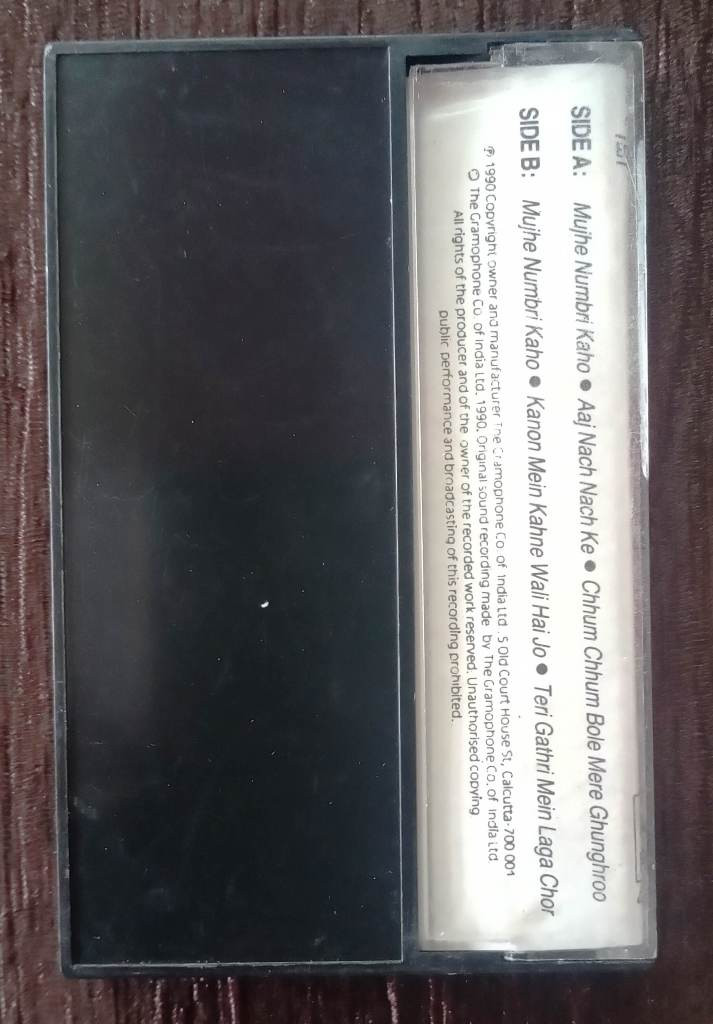 SIDE A: Mujhe Numbri Kaho ● Aaj Nach Nach Ke ● Chhum Chhum Bole Mere Ghunghroo
SIDE B: Mujhe Numbri Kaho ● Kanon Mein Kahne Wali Hai Jo ● Teri Gathri Mein Laga Chor
℗ 1990 Copyright owner and manufacturer The Gramophone Co. of India Ltd., 5 Old Court House St., Calcutta-700 001
© The Gramophone Co. of India Ltd. 1990. Original sound recording made by The Gramophone Co. of India Ltd.
All rights of the producer and of the owner of the recorded work reserved. Unauthorised copying
public performance and broadcasting of this recording prohibited.